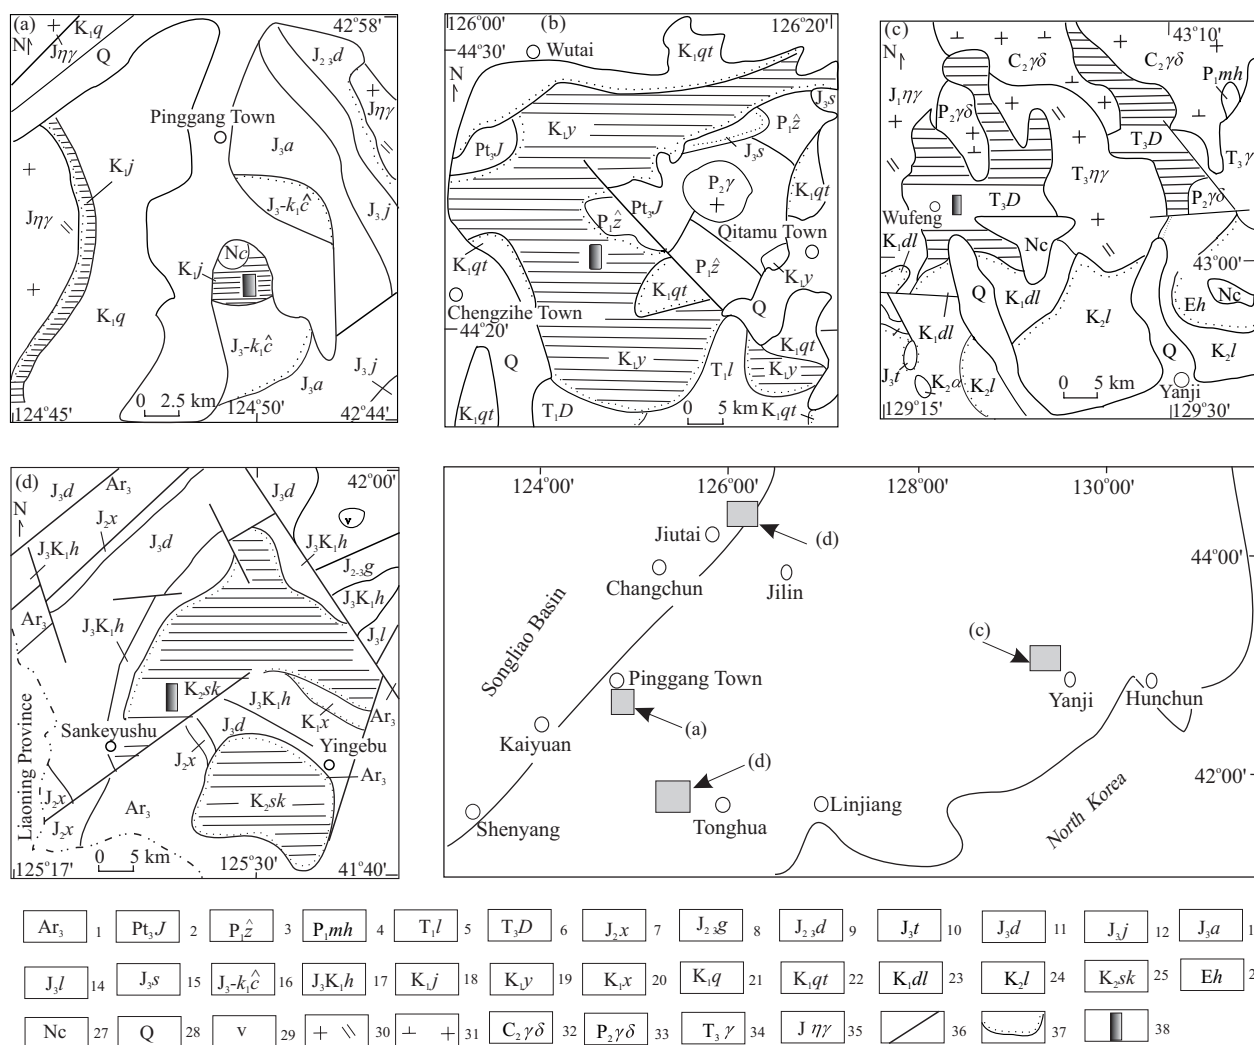 (a)
K₁q
42°58'
N
Jηγ
Q
J₂₃d
Jηγ
Pinggang Town
J₃a
K₁j
J₃-k₁ĉ
Jηγ
J₃j
Nc
K₁j
K₁q
J₃-k₁ĉ
J₃j
J₃a
0 2.5 km
124°45'
124°50'
42°44'
126°00'
(b)
126°20'
44°30'
Wutai
K₁qt
N
J₃s
K₁y
P₁ẑ
J₃s
Pt₃J
P₂γ
K₁qt
Pt₃J
P₁ẑ
Qitamu Town
K₁qt
P₁ẑ
K₁y
K₁qt
Chengzihe Town
Q
44°20'
K₁qt
Q
K₁y
T₁l
K₁y
K₁qt
T₁D
0 5 km
K₁qt
(c)
43°10'
N
C₂γδ
C₂γδ
P₁mh
J₁ηγ
P₂γδ
T₃D
T₃γ
T₃ηγ
T₃D
P₂γδ
Wufeng
Nc
K₁dl
43°00'
Q
K₁dl
Eh
Nc
K₂l
K₁dl
Q
K₂l
J₃t
K₂α
K₂l
0 5 km
Yanji
129°15'
129°30'
(d)
42°00'
J₃d
Ar₃
J₃d
N
J₂x
v
J₃K₁h
J₃d
J₃K₁h
J₂₋₃g
J₃K₁h
Ar₃
J₃K₁h
J₃l
K₂sk
J₃K₁h
Ar₃
K₁x
Sankeyushu
J₃d
Yingebu
J₂x
Ar₃
Liaoning Province
K₂sk
J₂x
Ar₃
J₂x
0 5 km
125°17'
125°30'
41°40'
124°00'
126°00'
128°00'
130°00'
Jiutai
(d)
44°00'
Changchun
Jilin
Songliao Basin
(c)
Pinggang Town
Yanji
Hunchun
(a)
Kaiyuan
(d)
42°00'
Shenyang
Tonghua
Linjiang
North Korea
Ar₃ 1 Pt₃J 2 P₁ẑ 3 P₁mh 4 T₁l 5 T₃D 6 J₂x 7 J₂₃g 8 J₂₃d 9 J₃t 10 J₃d 11 J₃j 12 J₃a 1
J₃l 14 J₃s 15 J₃-k₁ĉ 16 J₃K₁h 17 K₁j 18 K₁y 19 K₁x 20 K₁q 21 K₁qt 22 K₁dl 23 K₂l 24 K₂sk 25 Eh 2
Nc 27 Q 28 v 29 30 31 C₂γδ 32 P₂γδ 33 T₃γ 34 Jηγ 35 36 37 38